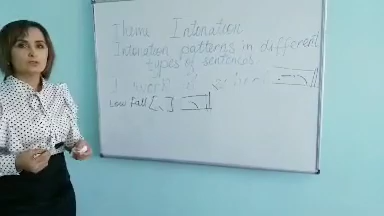 Theme Intonation
Intonation patterns in different
types of sentences
I
Low Fall [ ]